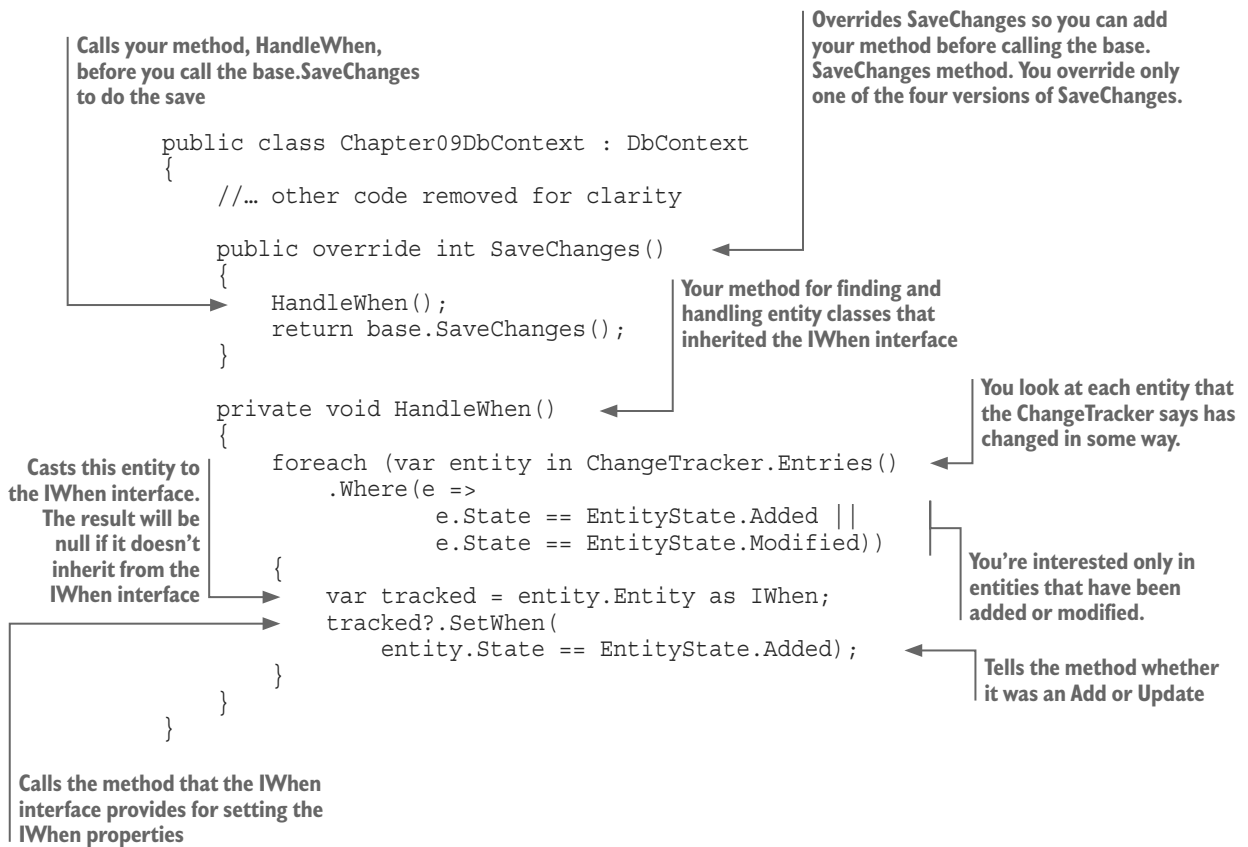 Overrides SaveChanges so you can add
your method before calling the base.
SaveChanges method. You override only
one of the four versions of SaveChanges.
Calls your method, HandleWhen,
before you call the base.SaveChanges
to do the save
public class Chapter09DbContext : DbContext
{
//… other code removed for clarity
public override int SaveChanges()
{
HandleWhen();
return base.SaveChanges();
}
Your method for finding and
handling entity classes that
inherited the IWhen interface
private void HandleWhen()
{
You look at each entity that
the ChangeTracker says has
changed in some way.
foreach (var entity in ChangeTracker.Entries()
.Where(e =>
e.State == EntityState.Added ||
e.State == EntityState.Modified))
You're interested only in
entities that have been
added or modified.
{
Casts this entity to
the IWhen interface.
The result will be
null if it doesn't
inherit from the
IWhen interface
var tracked = entity.Entity as IWhen;
tracked?.SetWhen(
entity.State == EntityState.Added);
Tells the method whether
it was an Add or Update
}
}
}
Calls the method that the IWhen
interface provides for setting the
IWhen properties